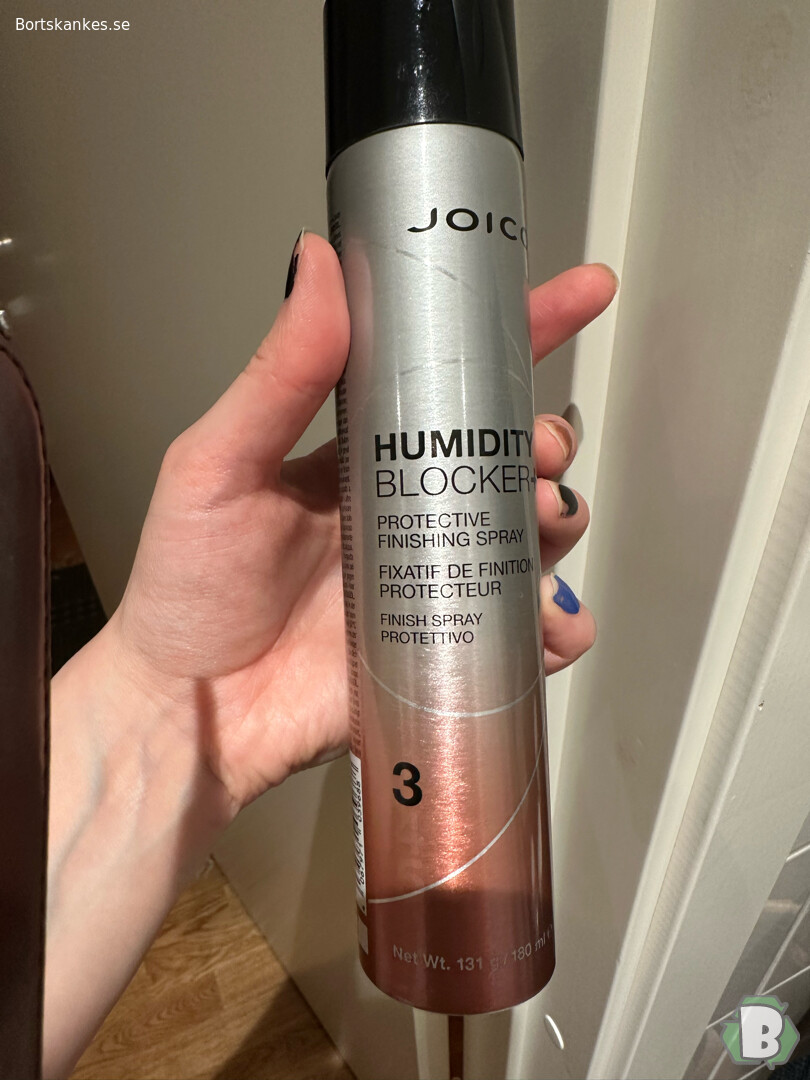 Bortskankes.se
JOICO
HUMIDITY
BLOCKER+
PROTECTIVE
FINISHING SPRAY
FIXATIF DE FINITION
PROTECTEUR
FINISH SPRAY
PROTETTIVO
3
Net Wt. 131 g / 180 ml
B